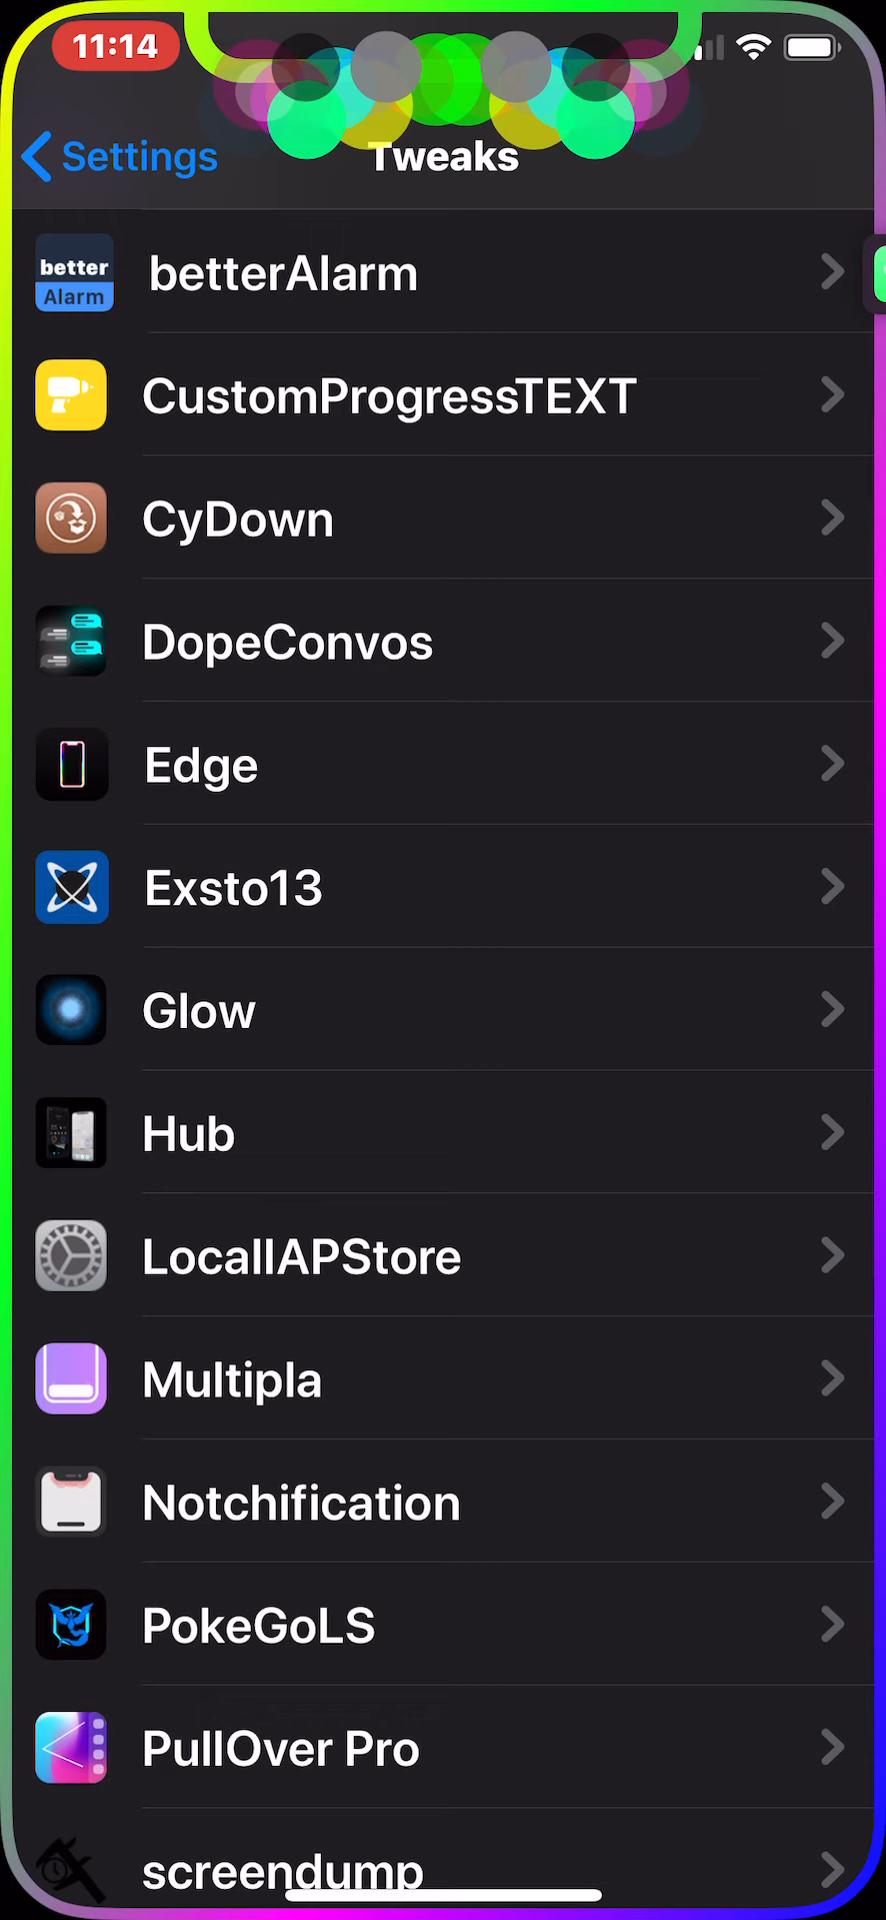 11:14
Settings
Tweaks
better
Alarm
betterAlarm
CustomProgressTEXT
CyDown
DopeConvos
Edge
Exsto13
Glow
Hub
LocalIAPStore
Multipla
Notchification
PokeGoLS
PullOver Pro
screendump